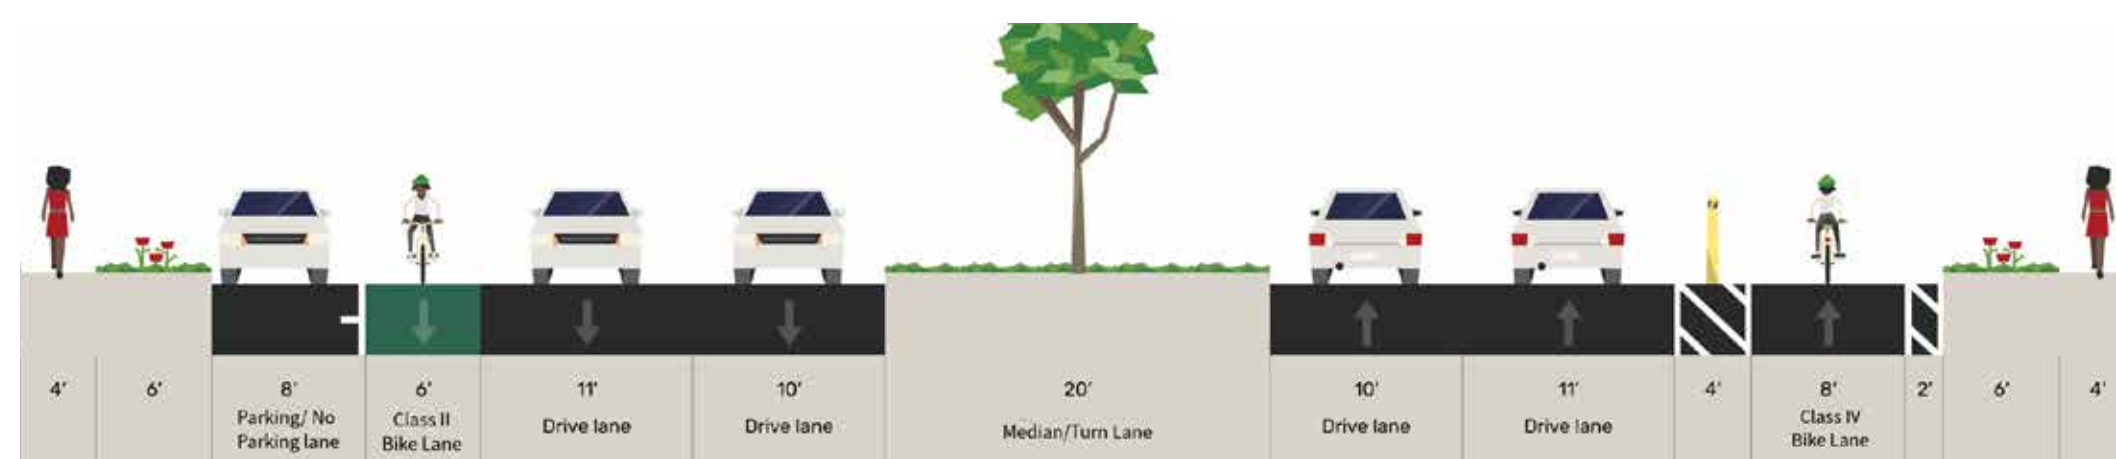 4' 6' 8' 6' 11' 10' 20' 10' 11' 4' 8' 2' 6' 4'
Parking/ No
Parking lane
Class II
Bike Lane
Drive lane
Drive lane
Median/Turn Lane
Drive lane
Drive lane
Class IV
Bike Lane